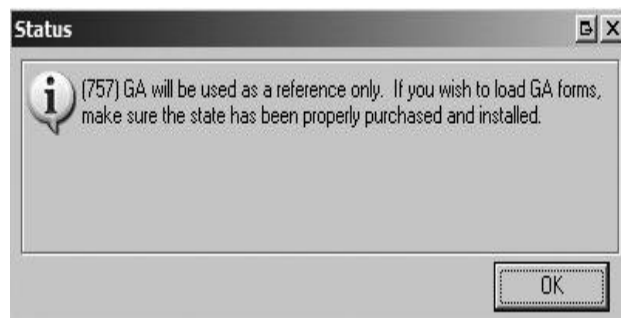 Status
(757) GA will be used as a reference only. If you wish to load GA forms,
make sure the state has been properly purchased and installed.
OK